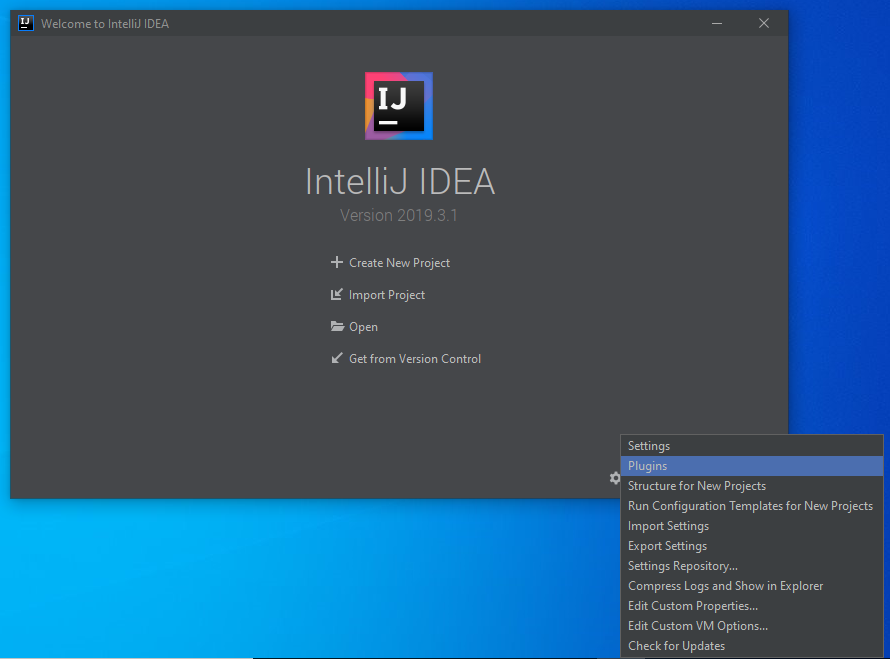 Welcome to IntelliJ IDEA
IJ
IntelliJ IDEA
Version 2019.3.1
Create New Project
Import Project
Open
Get from Version Control
Settings
Plugins
Structure for New Projects
Run Configuration Templates for New Projects
Import Settings
Export Settings
Settings Repository...
Compress Logs and Show in Explorer
Edit Custom Properties...
Edit Custom VM Options...
Check for Updates